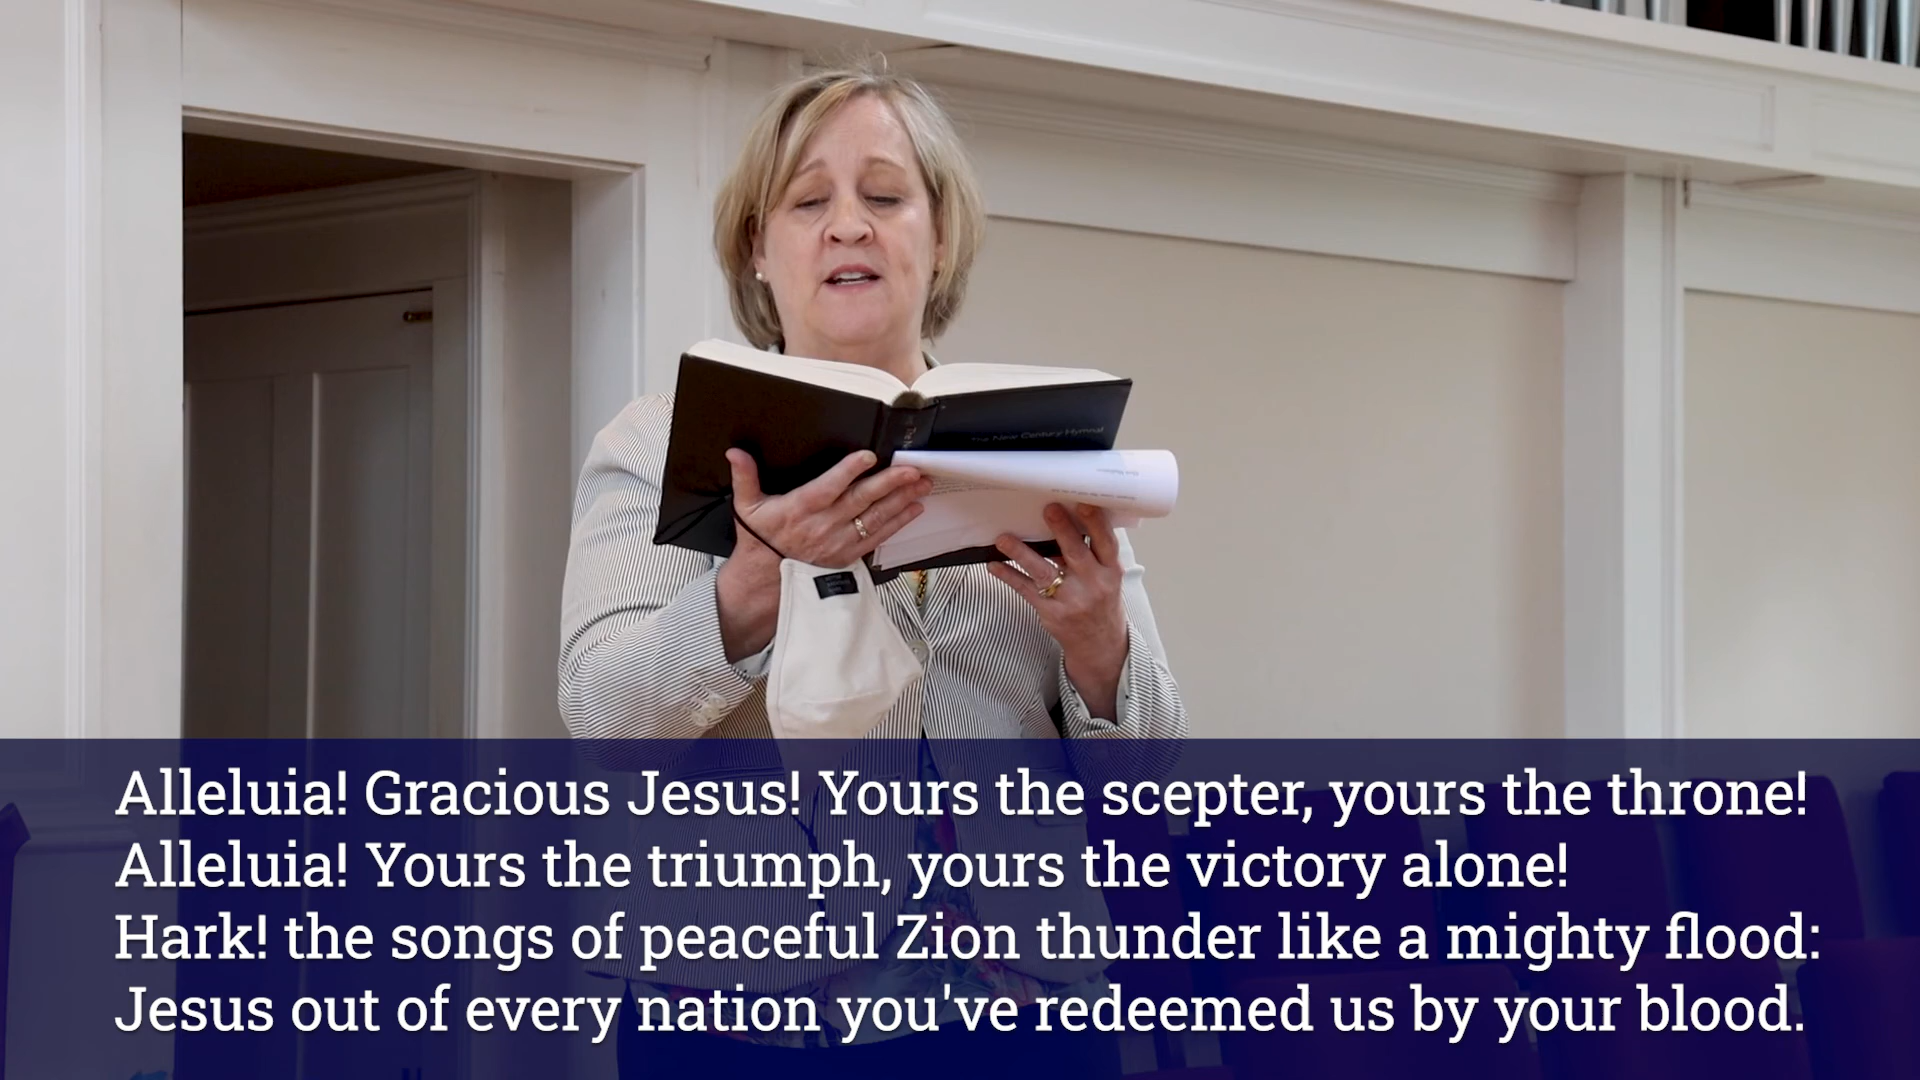 The New Century Hymnal
Alleluia! Gracious Jesus! Yours the scepter, yours the throne!
Alleluia! Yours the triumph, yours the victory alone!
Hark! the songs of peaceful Zion thunder like a mighty flood:
Jesus out of every nation you've redeemed us by your blood.